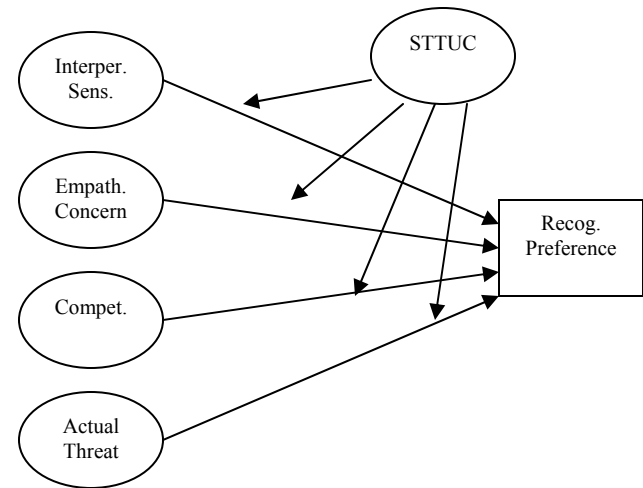 STTUC
Interper.
Sens.
Empath.
Concern
Recog.
Preference
Compet.
Actual
Threat